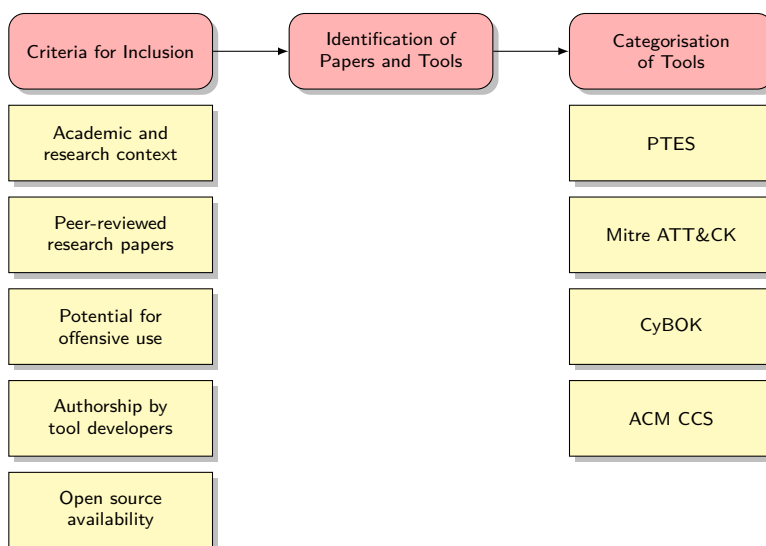 Criteria for Inclusion
Identification of
Papers and Tools
Categorisation
of Tools
Academic and
research context
Peer-reviewed
research papers
Potential for
offensive use
Authorship by
tool developers
Open source
availability
PTES
Mitre ATT&CK
CyBOK
ACM CCS